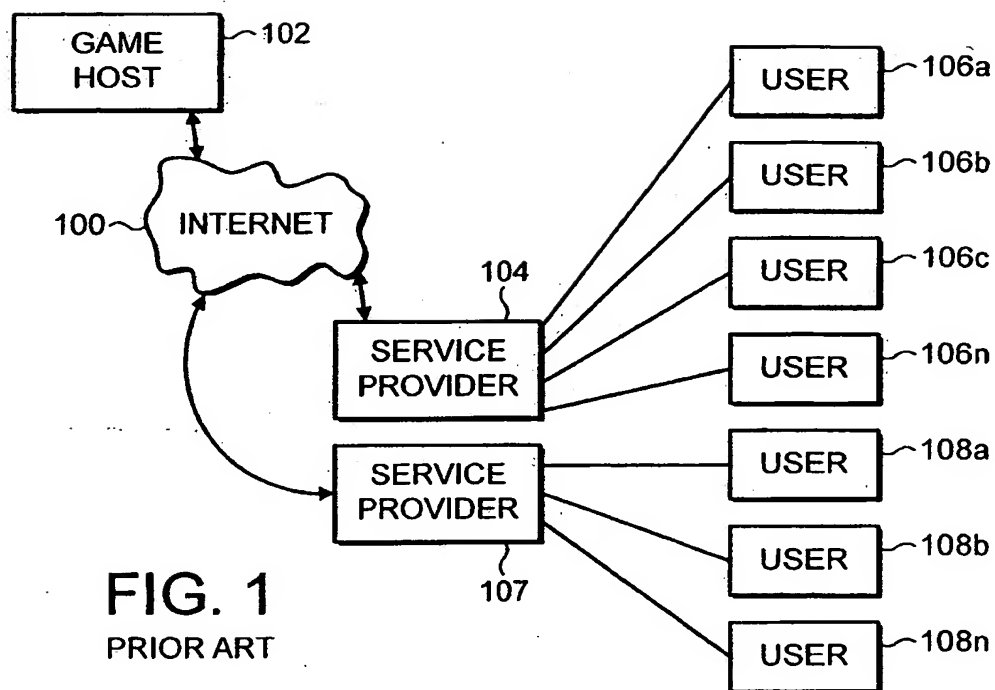 GAME
HOST
102
INTERNET
100
104
SERVICE
PROVIDER
SERVICE
PROVIDER
107
USER
106a
USER
106b
USER
106c
USER
106n
USER
108a
USER
108b
USER
108n
FIG. 1
PRIOR ART